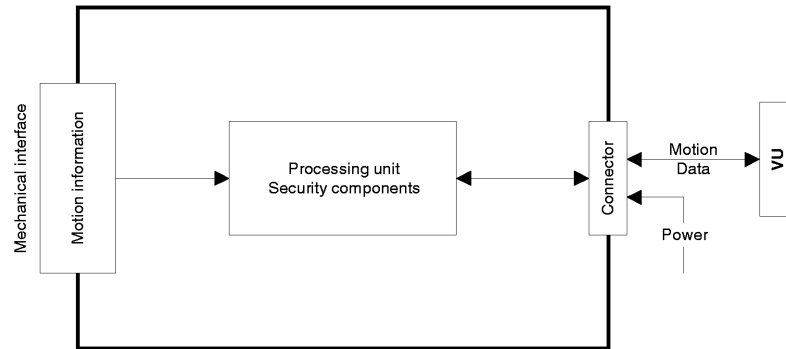 Mechanical interface
Motion information
Processing unit
Security components
Connector
Motion
Data
Power
VU